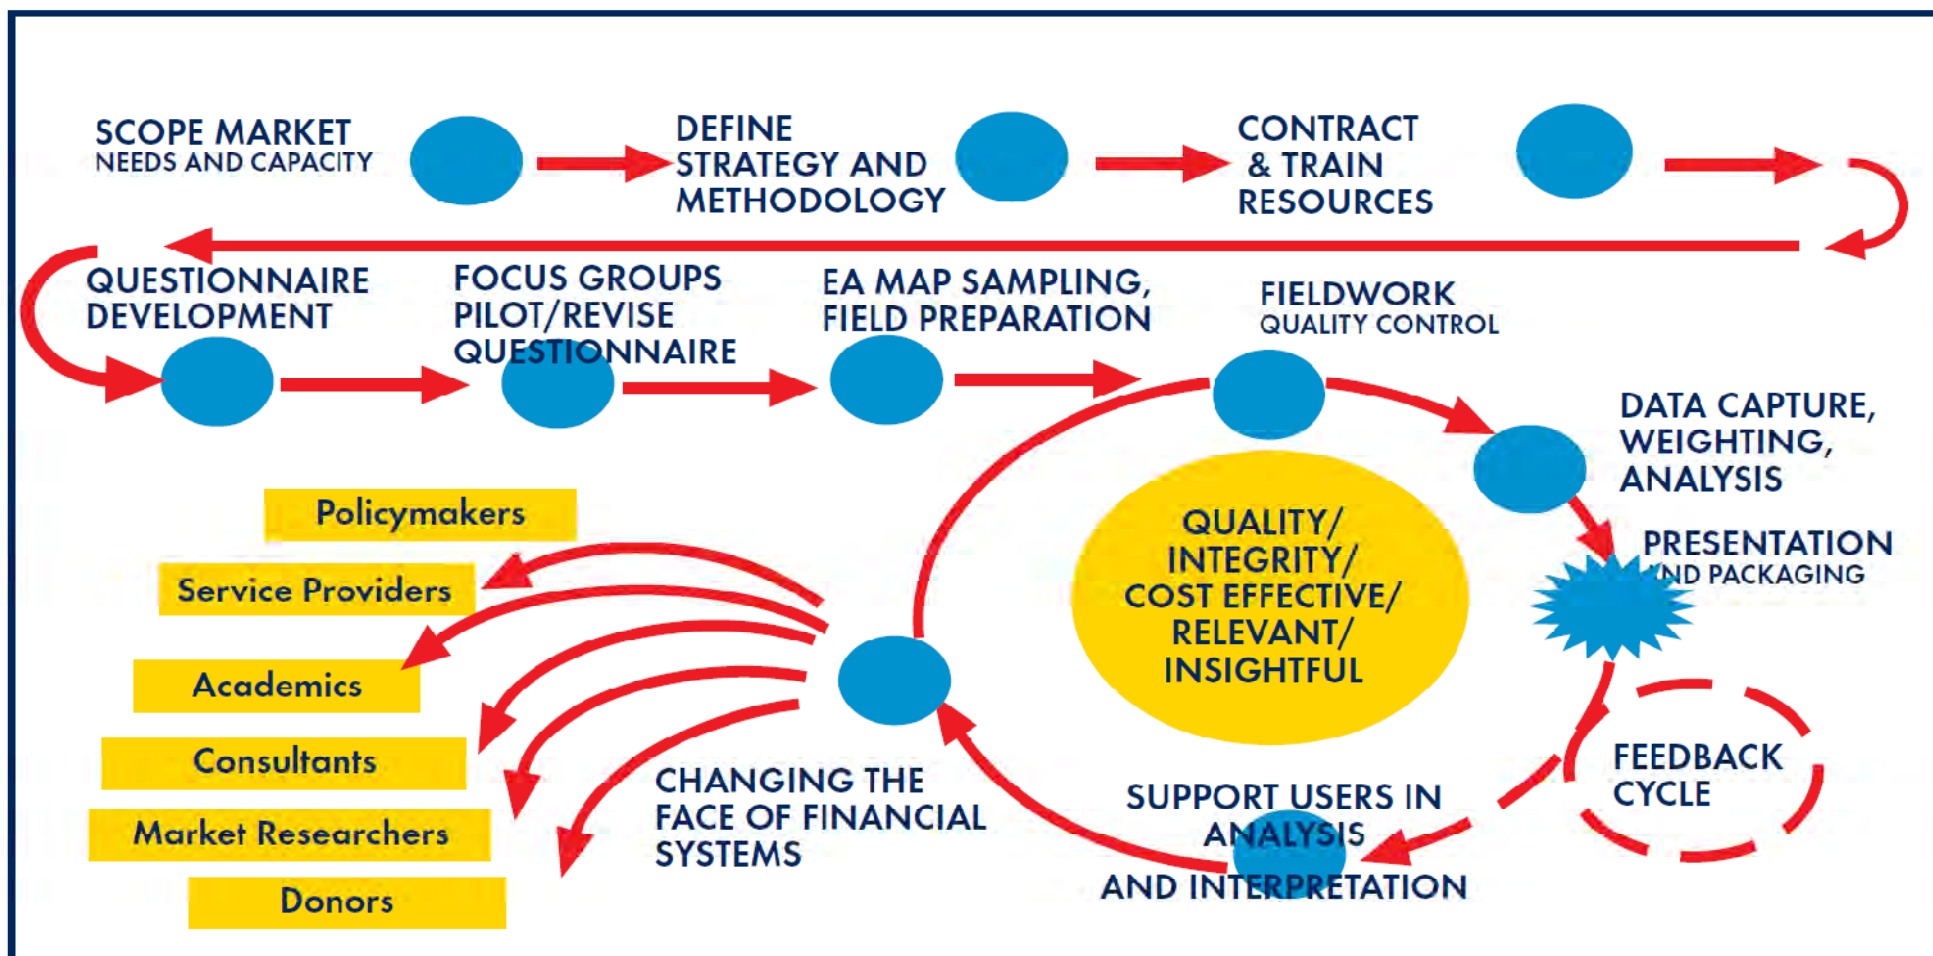 SCOPE MARKET
NEEDS AND CAPACITY
DEFINE
STRATEGY AND
METHODOLOGY
CONTRACT
& TRAIN
RESOURCES
QUESTIONNAIRE
DEVELOPMENT
FOCUS GROUPS
PILOT/REVISE
QUESTIONNAIRE
EA MAP SAMPLING,
FIELD PREPARATION
FIELDWORK
QUALITY CONTROL
DATA CAPTURE,
WEIGHTING,
ANALYSIS
PRESENTATION
AND PACKAGING
QUALITY/
INTEGRITY/
COST EFFECTIVE/
RELEVANT/
INSIGHTFUL
FEEDBACK
CYCLE
SUPPORT USERS IN
ANALYSIS
AND INTERPRETATION
CHANGING THE
FACE OF FINANCIAL
SYSTEMS
Policymakers
Service Providers
Academics
Consultants
Market Researchers
Donors